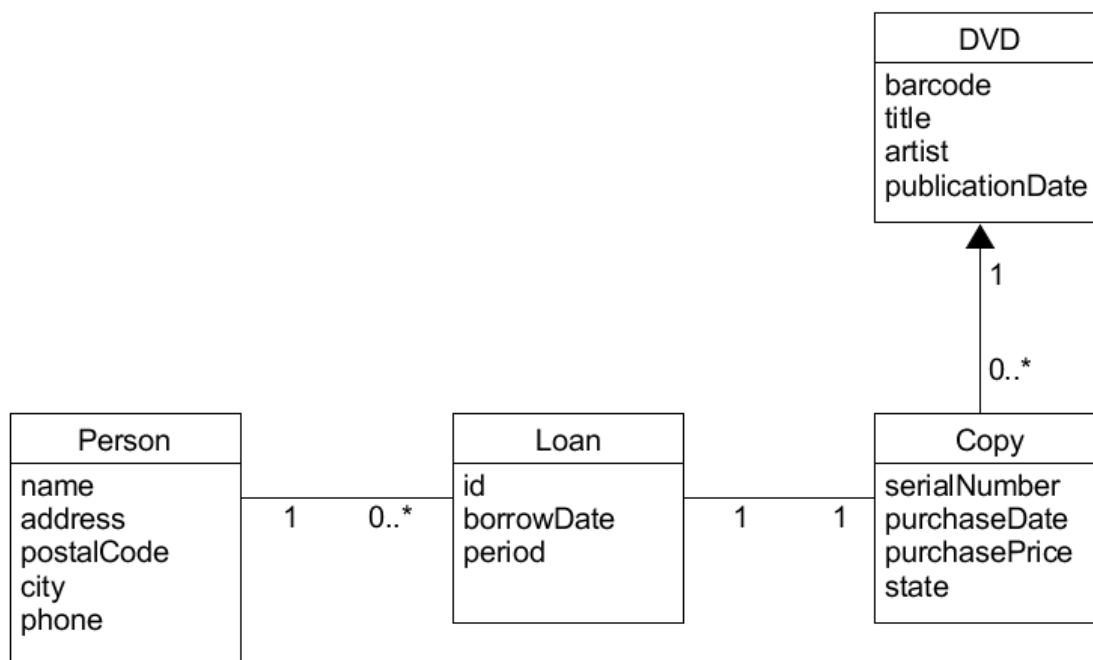 DVD
barcode
title
artist
publicationDate
1
0..*
Person
name
address
postalCode
city
phone
1
0..*
Loan
id
borrowDate
period
1
1
Copy
serialNumber
purchaseDate
purchasePrice
state